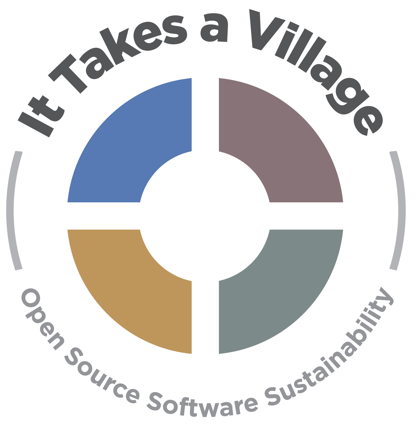 It Takes a Village
Open Source Software Sustainability